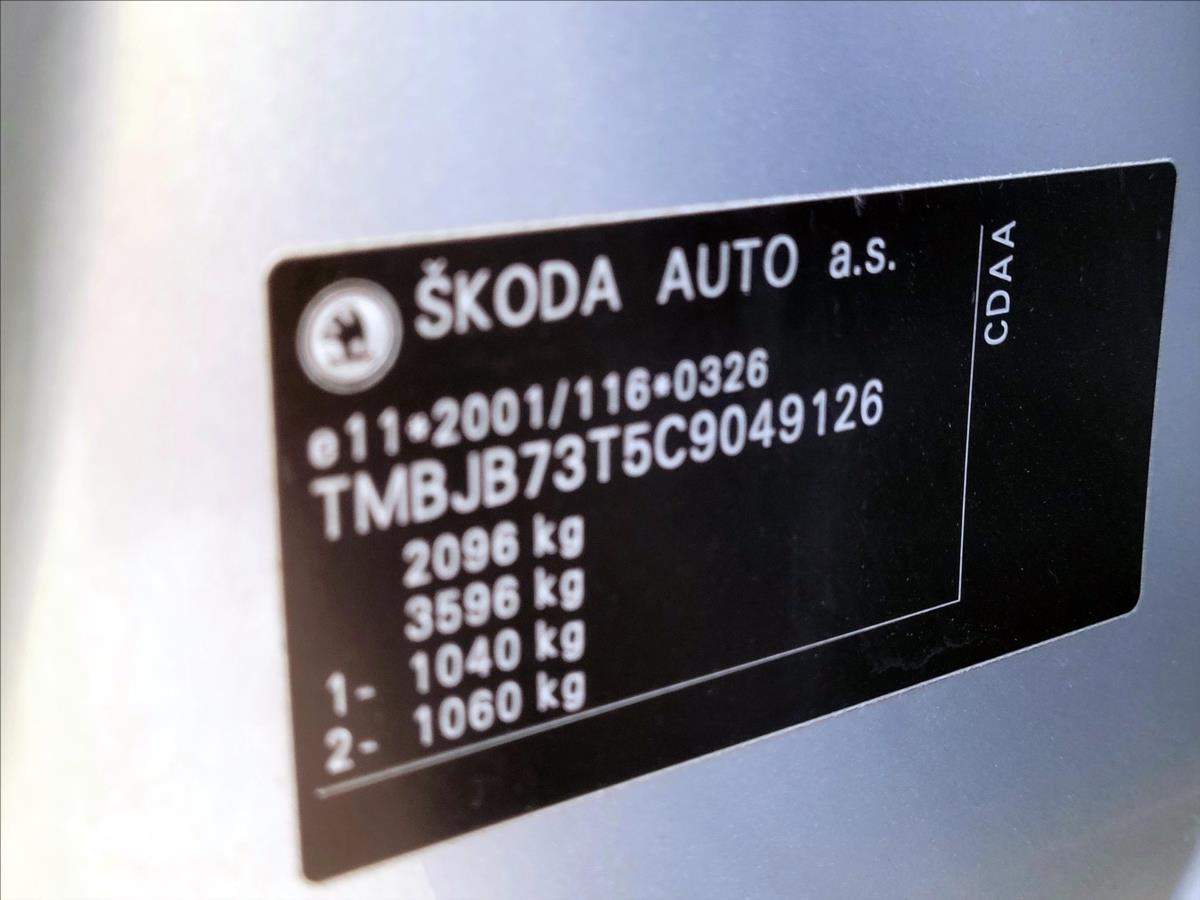 ŠKODA AUTO a.s.
e11*2001/116*0326
TMBJB73T5C9049126
2096 kg
3596 kg
1- 1040 kg
2- 1060 kg
CDAA